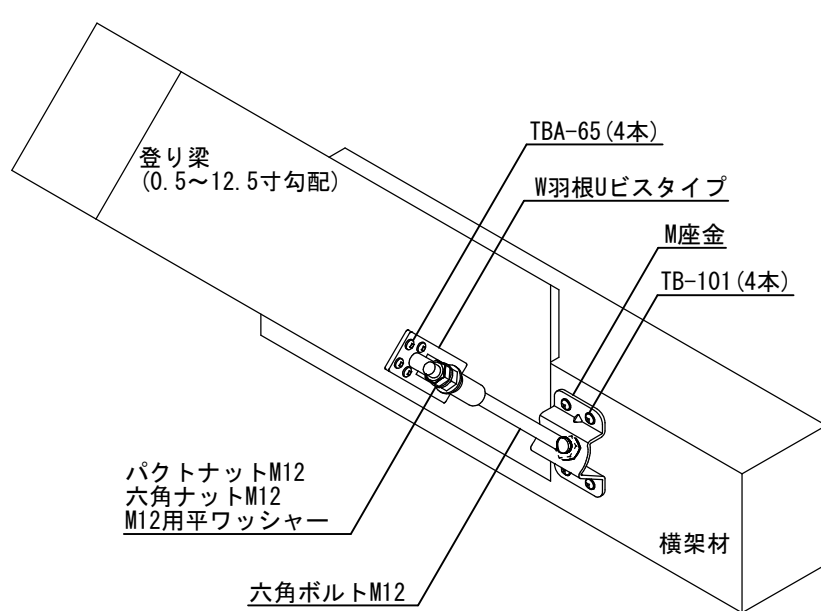 TBA-65(4本)
登り梁
(0.5～12.5寸勾配)
W羽根Uビスタイプ
M座金
TB-101(4本)
パクトナットM12
六角ナットM12
M12用平ワッシャー
横架材
六角ボルトM12